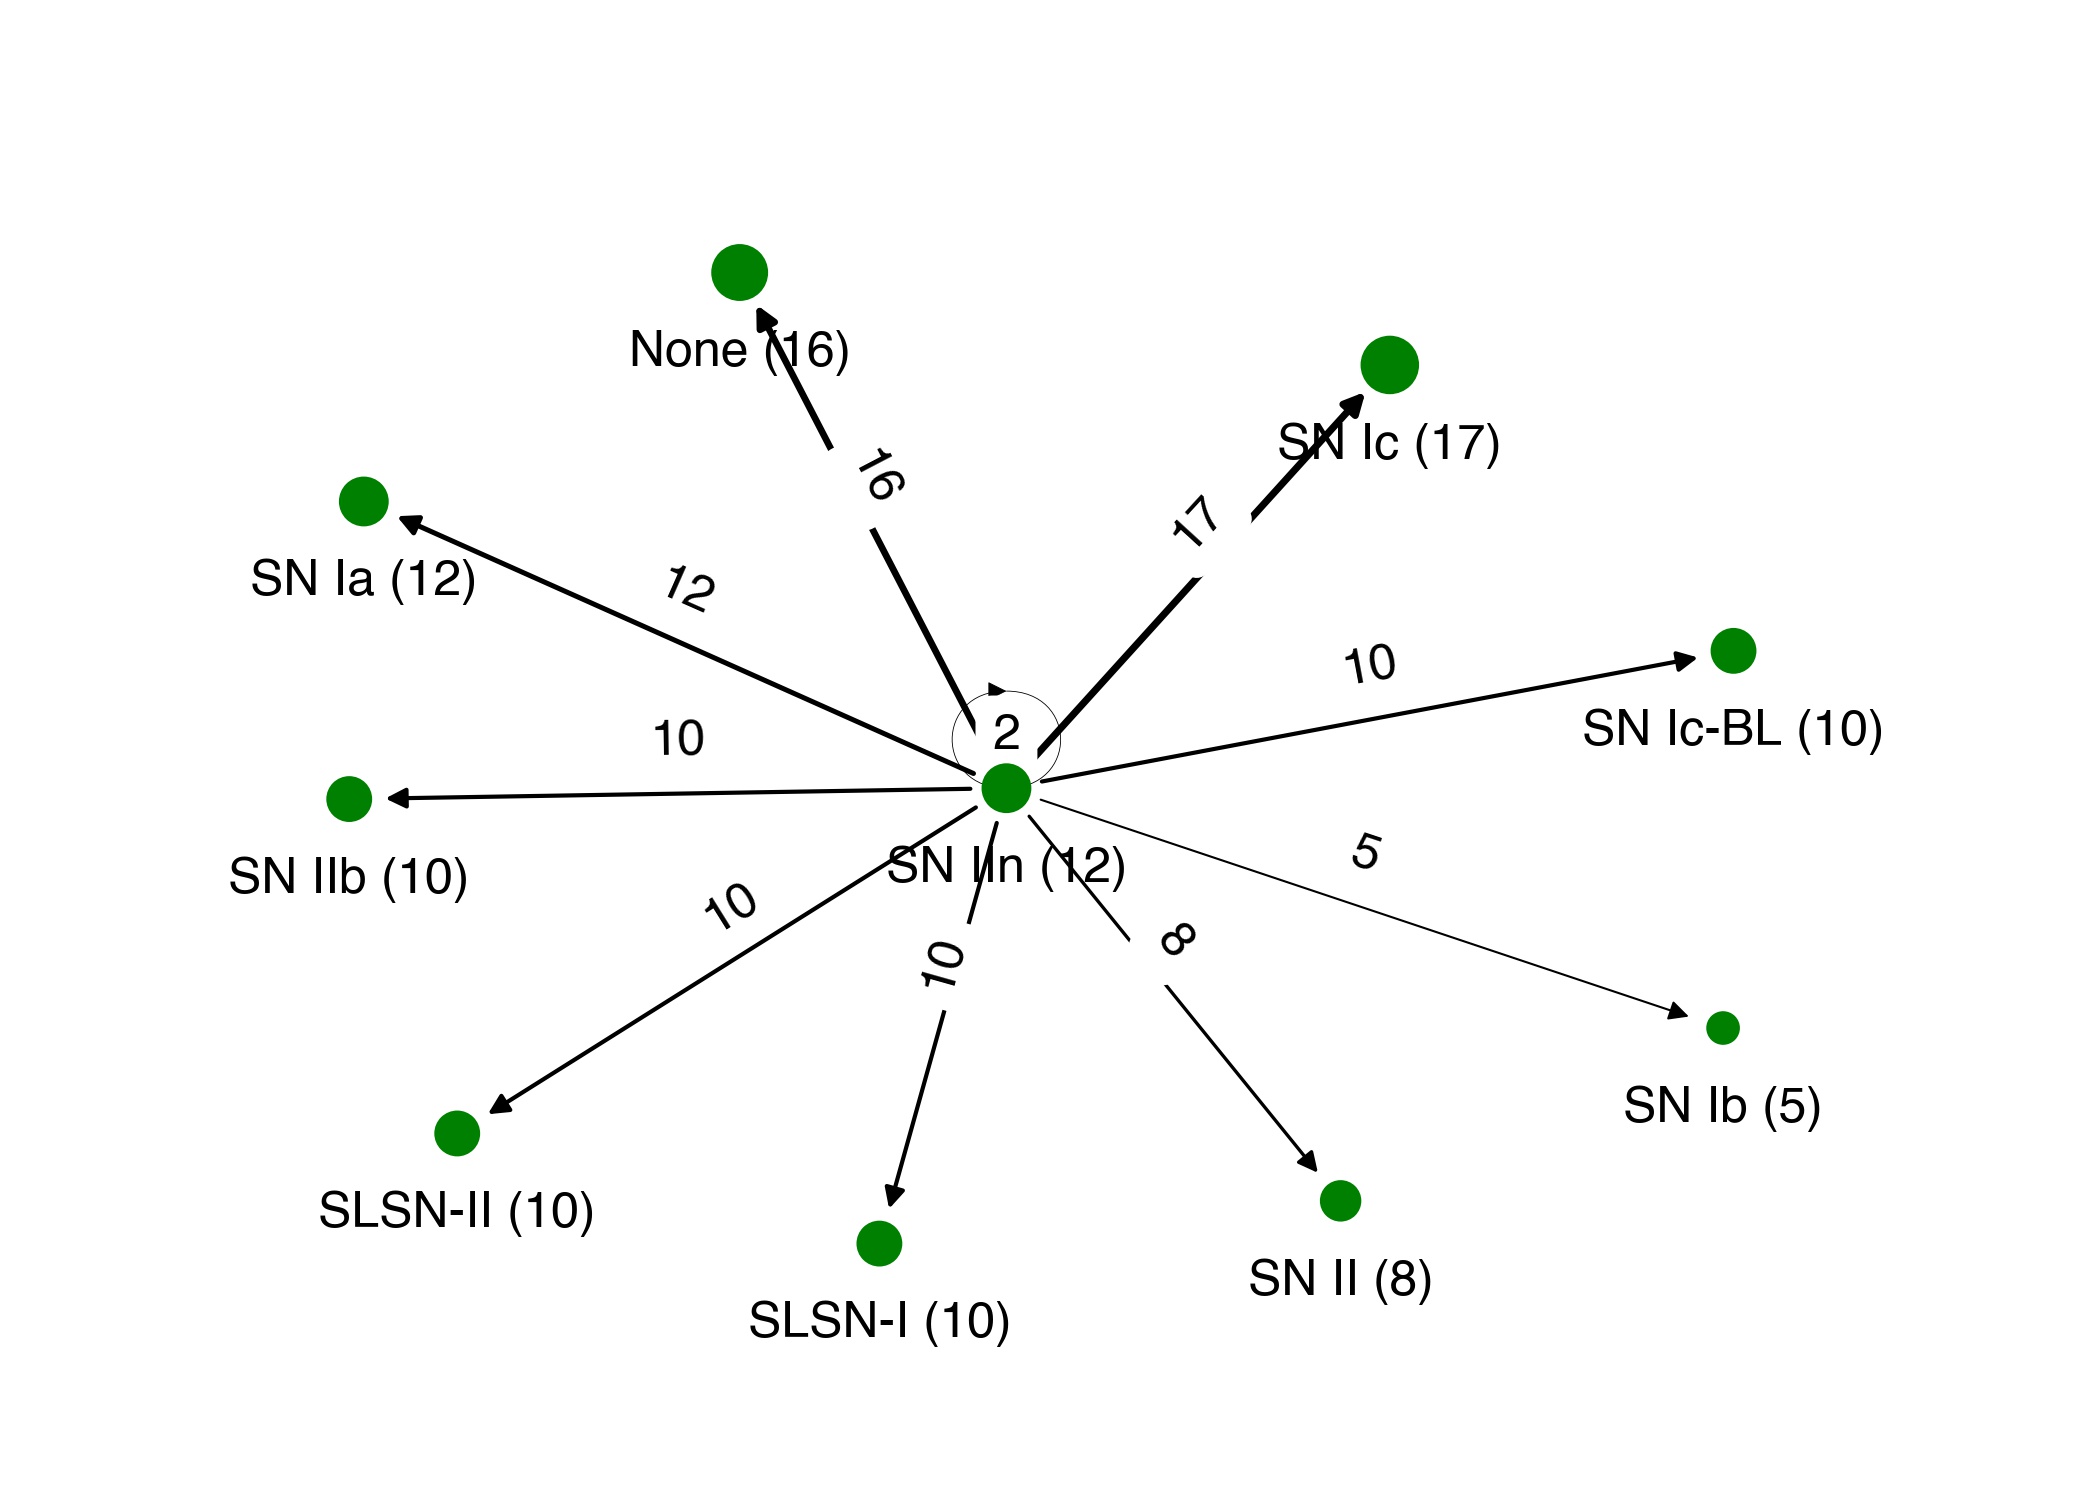 None (16)
SN Ic (17)
16
17
SN Ia (12)
12
10
SN Ic-BL (10)
2
10
SN IIb (10)
SN IIn (12)
5
10
10
8
SN Ib (5)
SLSN-II (10)
SN II (8)
SLSN-I (10)